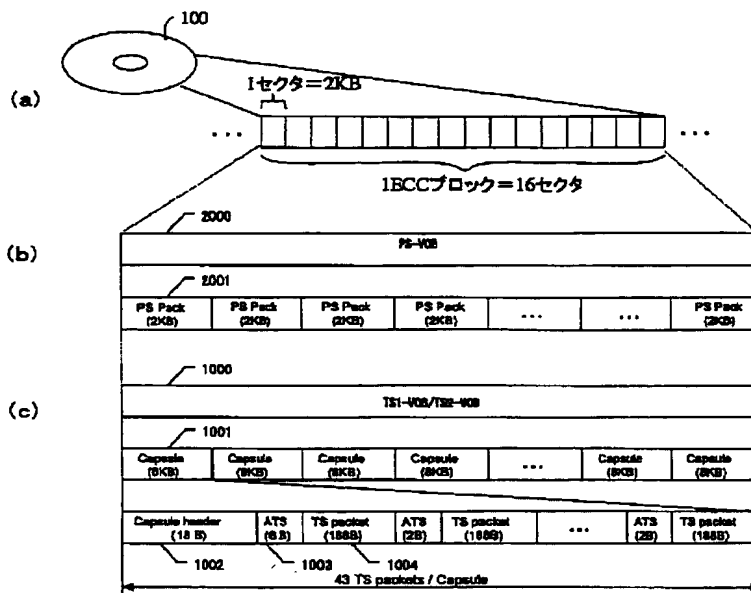 100
(a)
1セクタ=2KB
... ...
1ECCブロック=16セクタ
2000
(b)
PS-VOB
2001
PS Pack PS Pack PS Pack PS Pack PS Pack
(2KB) (2KB) (2KB) (2KB) ... ... (2KB)
1000
(c)
TS1-VOB/TS2-VOB
1001
Capsule Capsule Capsule Capsule Capsule Capsule
(8KB) (8KB) (8KB) (8KB) ... (8KB) (8KB)
Capsule header ATS TS packet ATS TS packet ATS TS packet
(18 B) (6 B) (188B) (2B) (188B) ... (2B) (188B)
1002 1003 1004
43 TS packets / Capsule